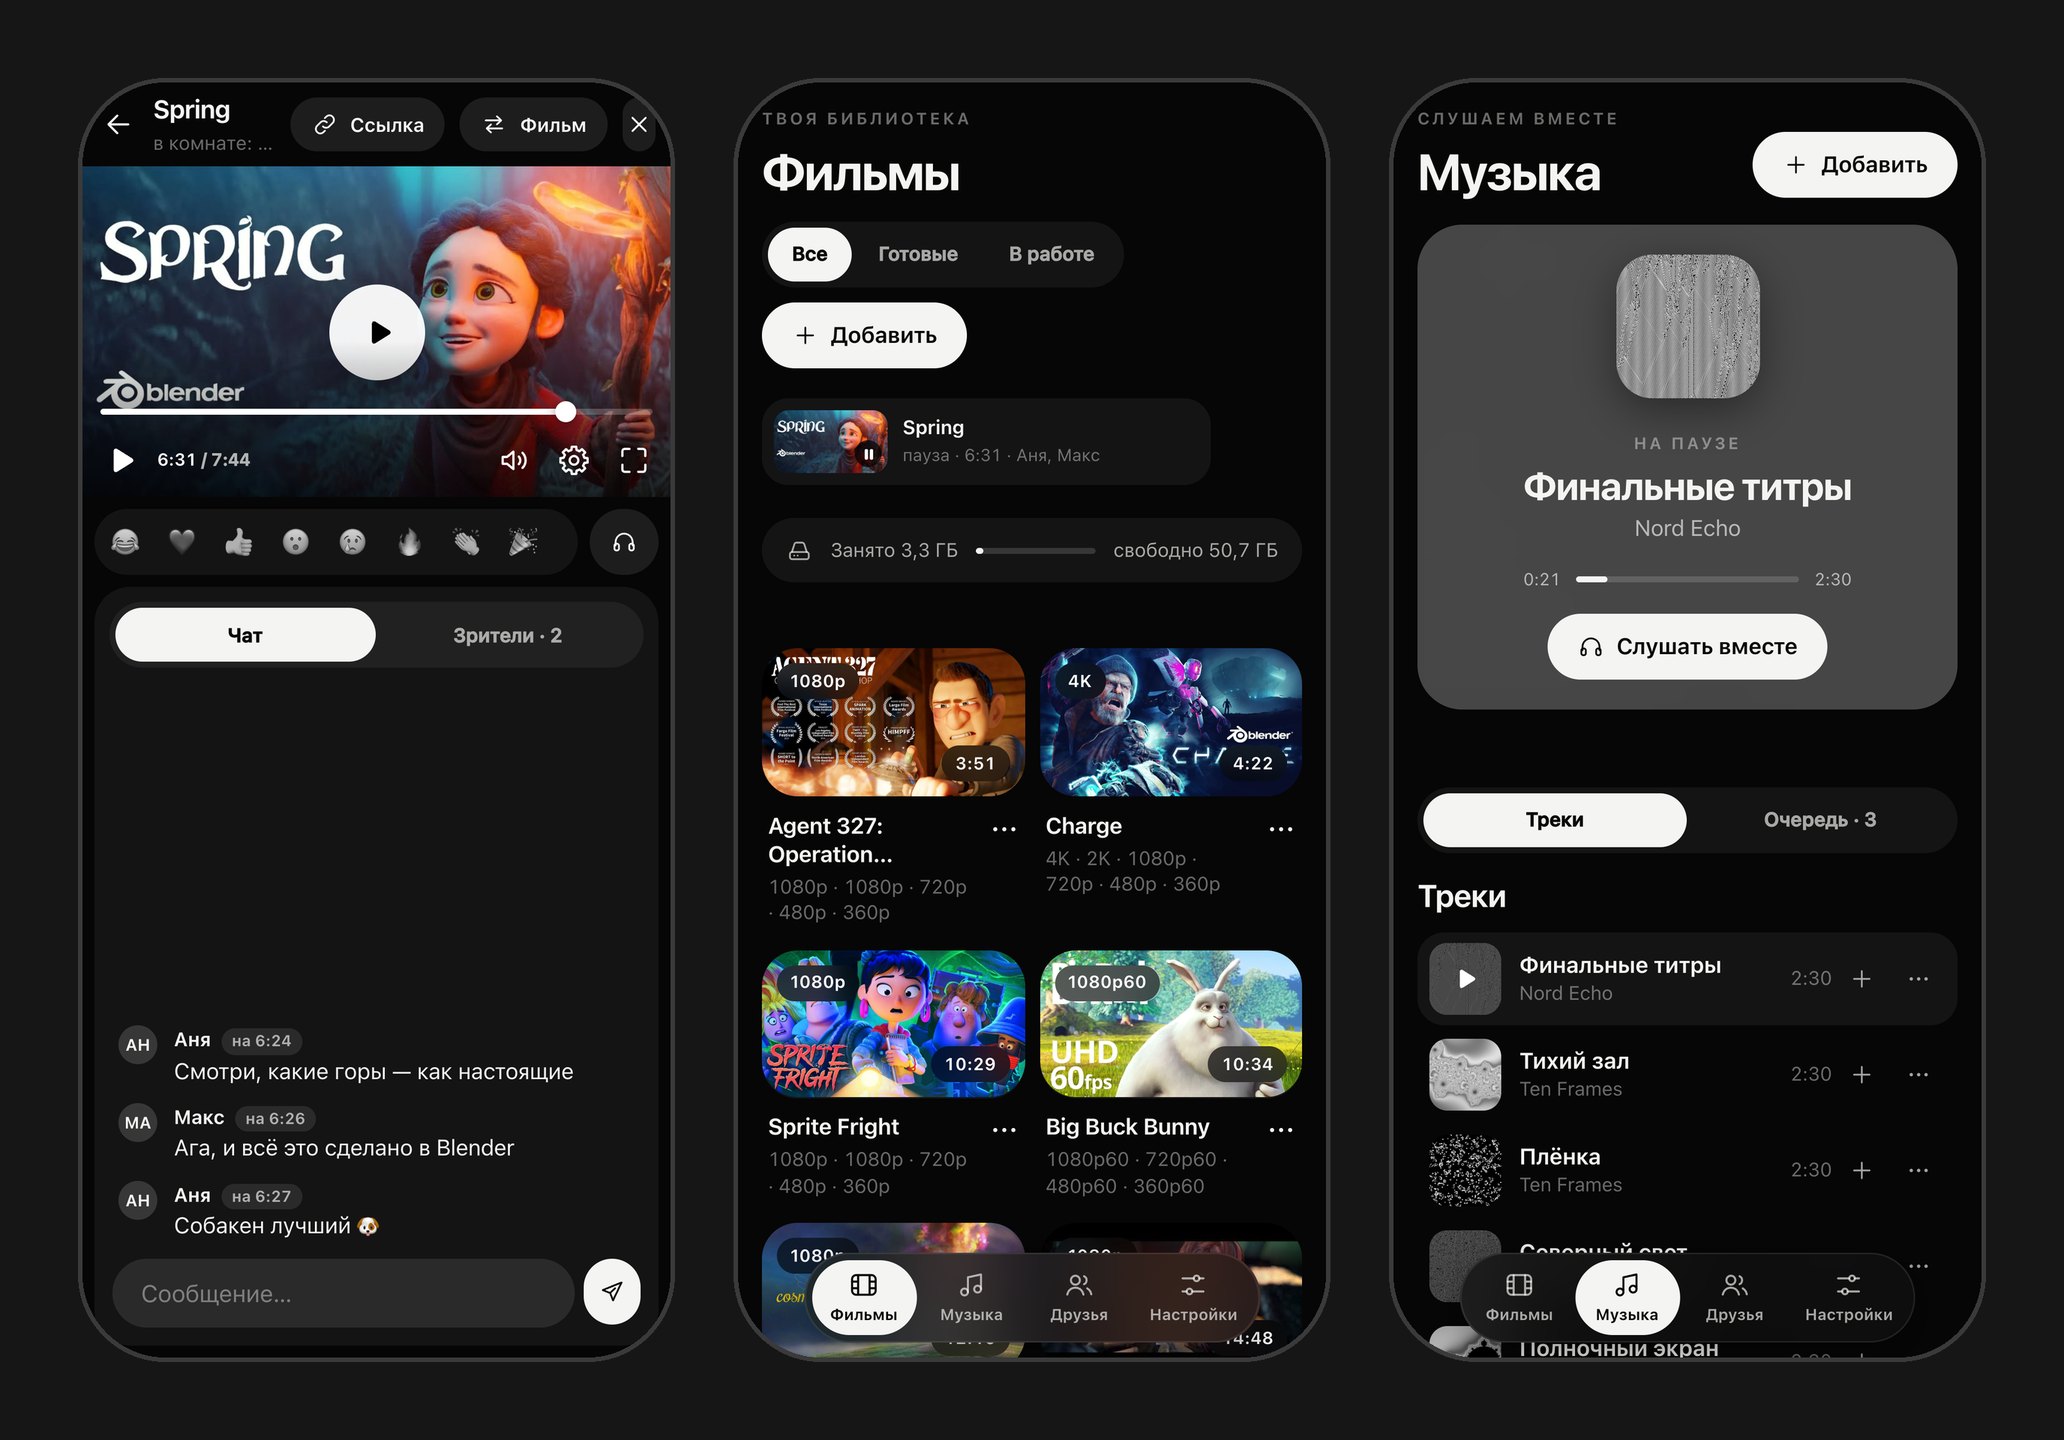 Spring
в комнате: ...
Ссылка
Фильм
SPRING
blender
6:31 / 7:44
Чат
Зрители · 2
АН
Аня
на 6:24
Смотри, какие горы — как настоящие
МА
Макс
на 6:26
Ага, и всё это сделано в Blender
АН
Аня
на 6:27
Собакен лучший
Сообщение...
ТВОЯ БИБЛИОТЕКА
Фильмы
Все
Готовые
В работе
Добавить
SPRING
Spring
пауза · 6:31 · Аня, Макс
Занято 3,3 ГБ
свободно 50,7 ГБ
1080p
3:51
4K
blender
4:22
Agent 327:
Operation...
1080p · 1080p · 720p
· 480p · 360p
Charge
4K · 2K · 1080p ·
720p · 480p · 360p
1080p
SPRITE
FRIGHT
10:29
1080p60
UHD
60fps
10:34
Sprite Fright
1080p · 1080p · 720p
· 480p · 360p
Big Buck Bunny
1080p60 · 720p60 ·
480p60 · 360p60
1080p
Фильмы
Музыка
Друзья
Настройки
СЛУШАЕМ ВМЕСТЕ
Музыка
Добавить
НА ПАУЗЕ
Финальные титры
Nord Echo
0:21
2:30
Слушать вместе
Треки
Очередь · 3
Треки
Финальные титры
Nord Echo
2:30
Тихий зал
Ten Frames
2:30
Плёнка
Ten Frames
2:30
Северный свет
Полночный экран
Фильмы
Музыка
Друзья
Настройки